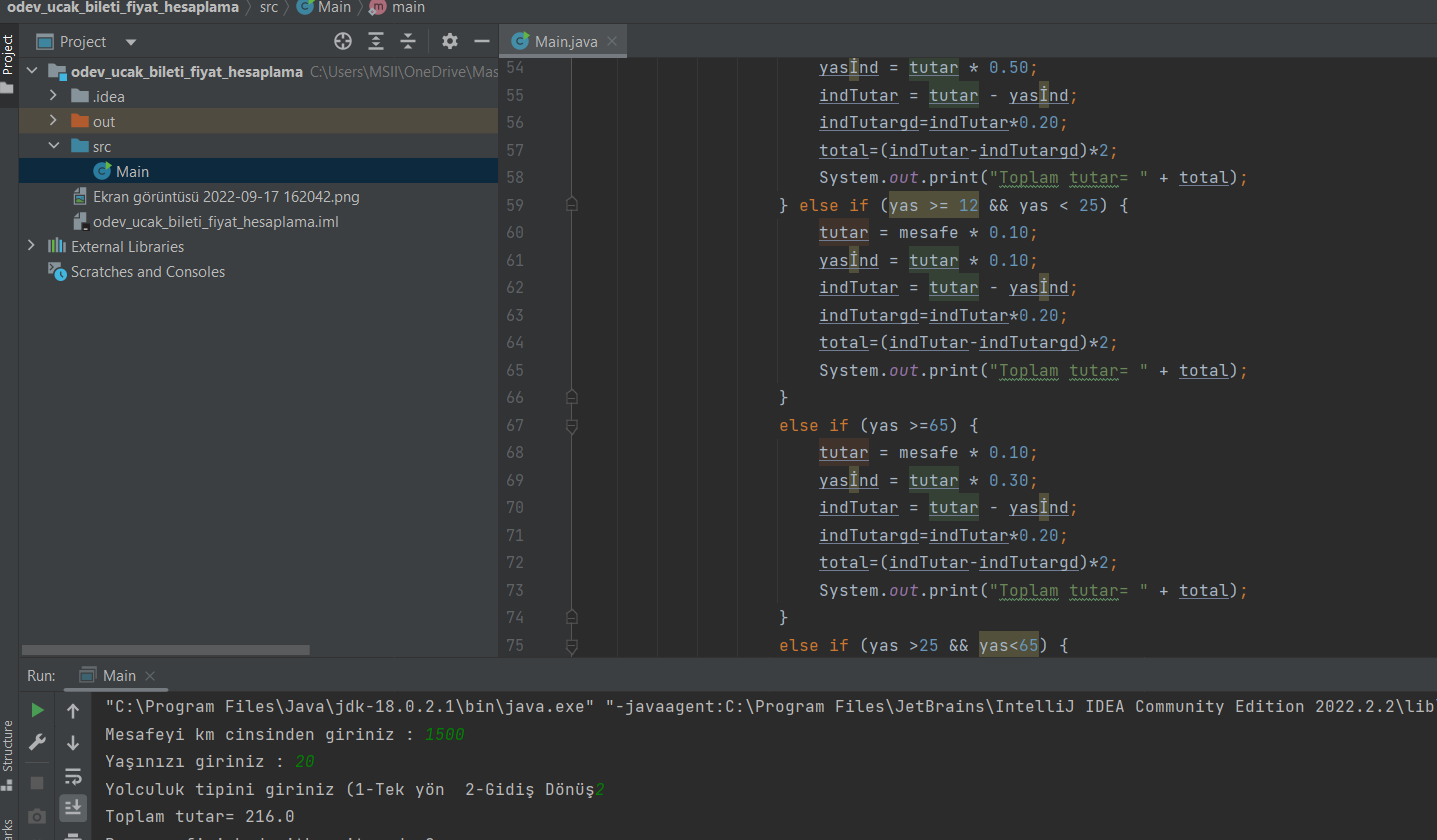 odev_ucak_bileti_fiyat_hesaplama src Main main
Project
Project
odev_ucak_bileti_fiyat_hesaplama C:\Users\MSII\OneDrive\Mas
.idea
out
src
Main
Ekran görüntüsü 2022-09-17 162042.png
odev_ucak_bileti_fiyat_hesaplama.iml
External Libraries
Scratches and Consoles
Main.java
54 yasİnd = tutar * 0.50;
55 indTutar = tutar - yasİnd;
56 indTutargd=indTutar*0.20;
57 total=(indTutar-indTutargd)*2;
58 System.out.print("Toplam tutar= " + total);
59 } else if (yas >= 12 && yas < 25) {
60 tutar = mesafe * 0.10;
61 yasİnd = tutar * 0.10;
62 indTutar = tutar - yasİnd;
63 indTutargd=indTutar*0.20;
64 total=(indTutar-indTutargd)*2;
65 System.out.print("Toplam tutar= " + total);
66 }
67 else if (yas >=65) {
68 tutar = mesafe * 0.10;
69 yasİnd = tutar * 0.30;
70 indTutar = tutar - yasİnd;
71 indTutargd=indTutar*0.20;
72 total=(indTutar-indTutargd)*2;
73 System.out.print("Toplam tutar= " + total);
74 }
75 else if (yas >25 && yas<65) {
Run: Main
Structure
"C:\Program Files\Java\jdk-18.0.2.1\bin\java.exe" "-javaagent:C:\Program Files\JetBrains\IntelliJ IDEA Community Edition 2022.2.2\lib
Mesafeyi km cinsinden giriniz : 1500
Yaşınızı giriniz : 20
Yolculuk tipini giriniz (1-Tek yön  2-Gidiş Dönüş2
Toplam tutar= 216.0